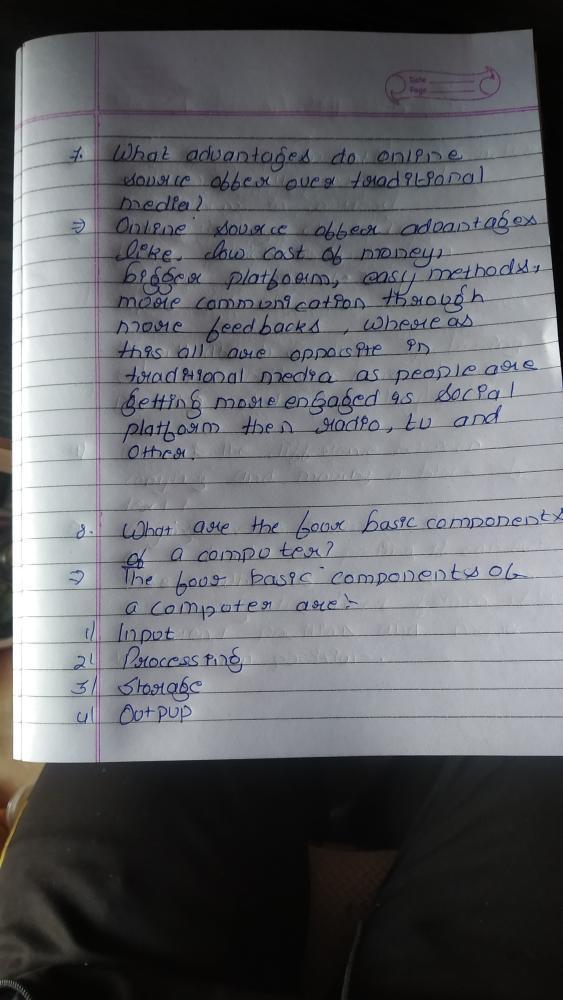 Date
Page
7. What advantages do online
source offer over traditional
media?
⇒ Online source offer advantages
like, low cost of money,
bigger platform, easy methods,
more communication through
more feedbacks, whereas
this all are opposite in
traditional media as people are
getting more engaged is social
platform then radio, tv and
other.
8. What are the four basic components
of a computer?
⇒ The four basic components of
a computer are:-
1) Input
2) Processing
3) Storage
4) Outpup